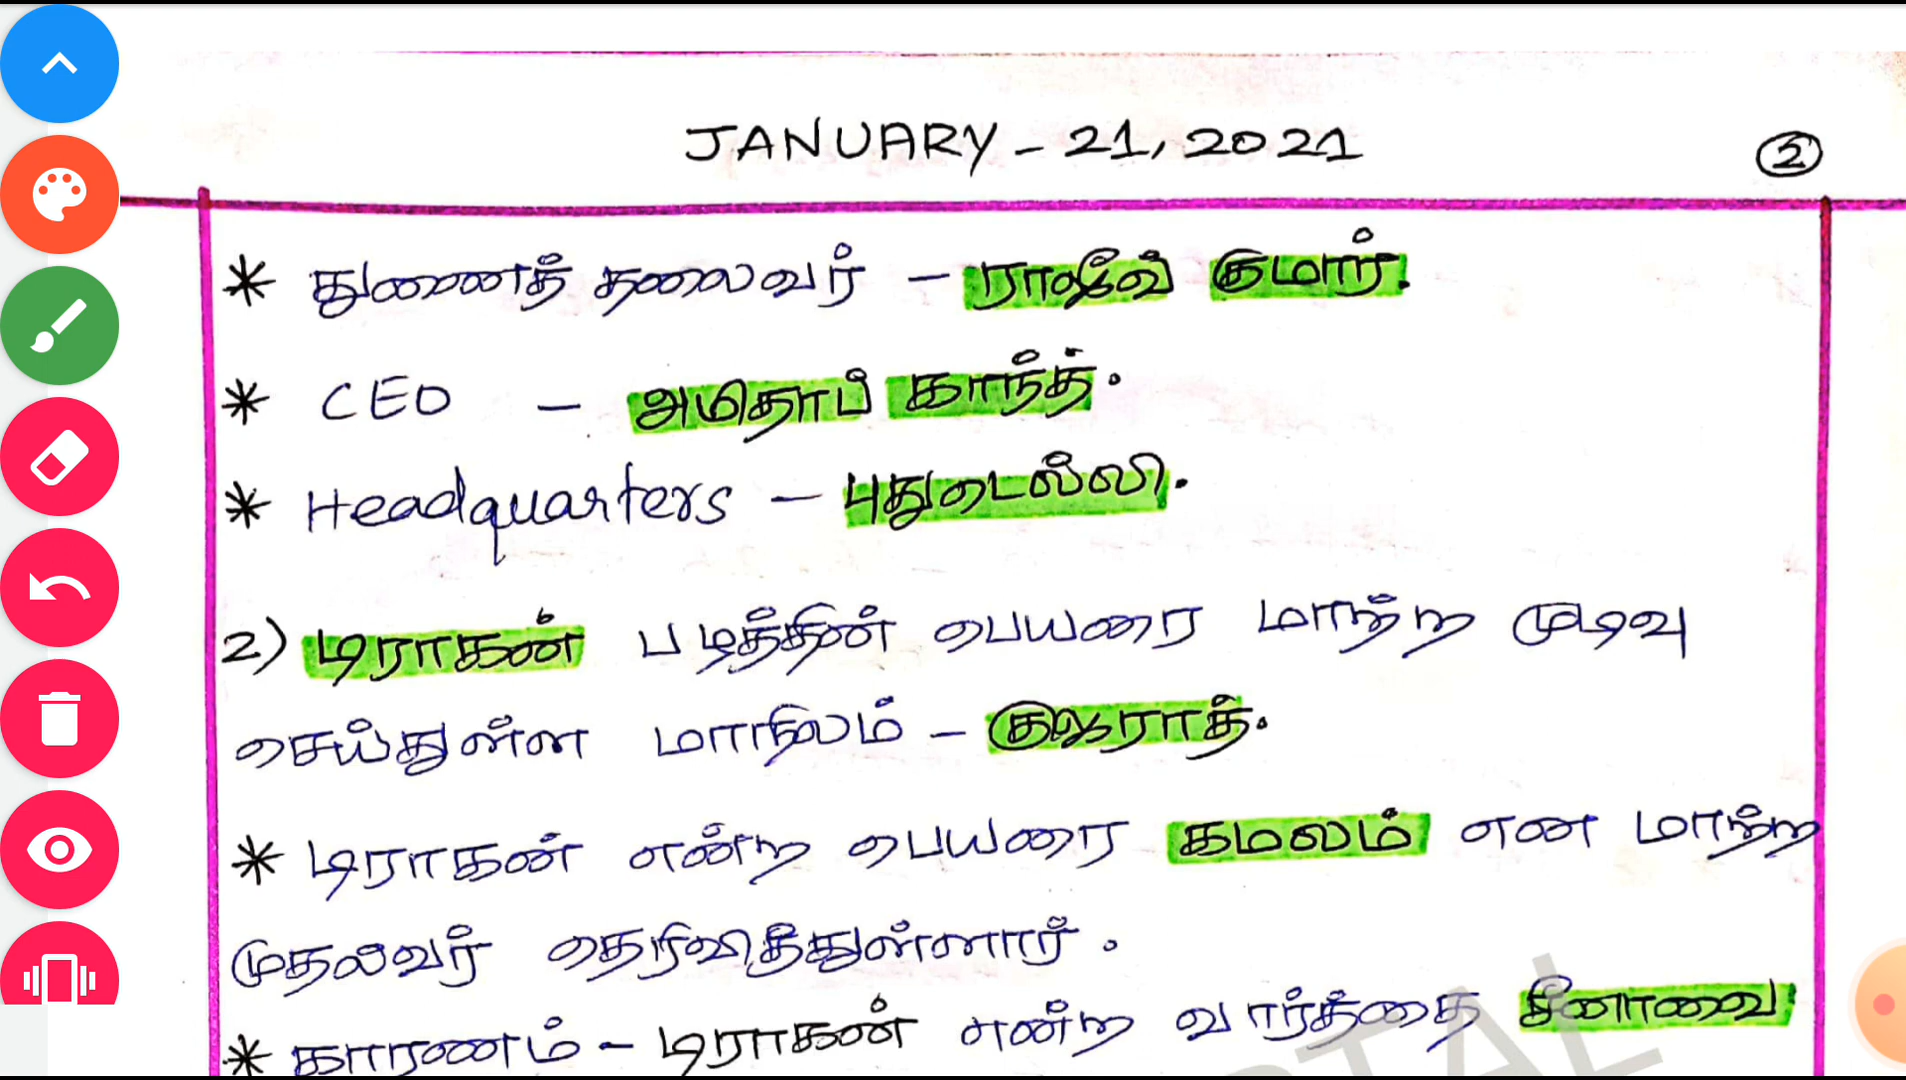 JANUARY - 21, 2021 2
* துணைத் தலைவர் - ராஜீவ் குமார்.
* CEO - அமிதாப் காந்த்.
* Headquarters - புதுடெல்லி.
2) டிராகன் படித்தின் பெயரை மாற்ற முடிவு
செய்துள்ள மாநிலம் - குஜராத்.
* டிராகன் என்ற பெயரை கமலம் என மாற்ற
முதல்வர் தெரிவித்துள்ளார்.
* காரணம் - டிராகன் என்ற வார்த்தை சீனாவை